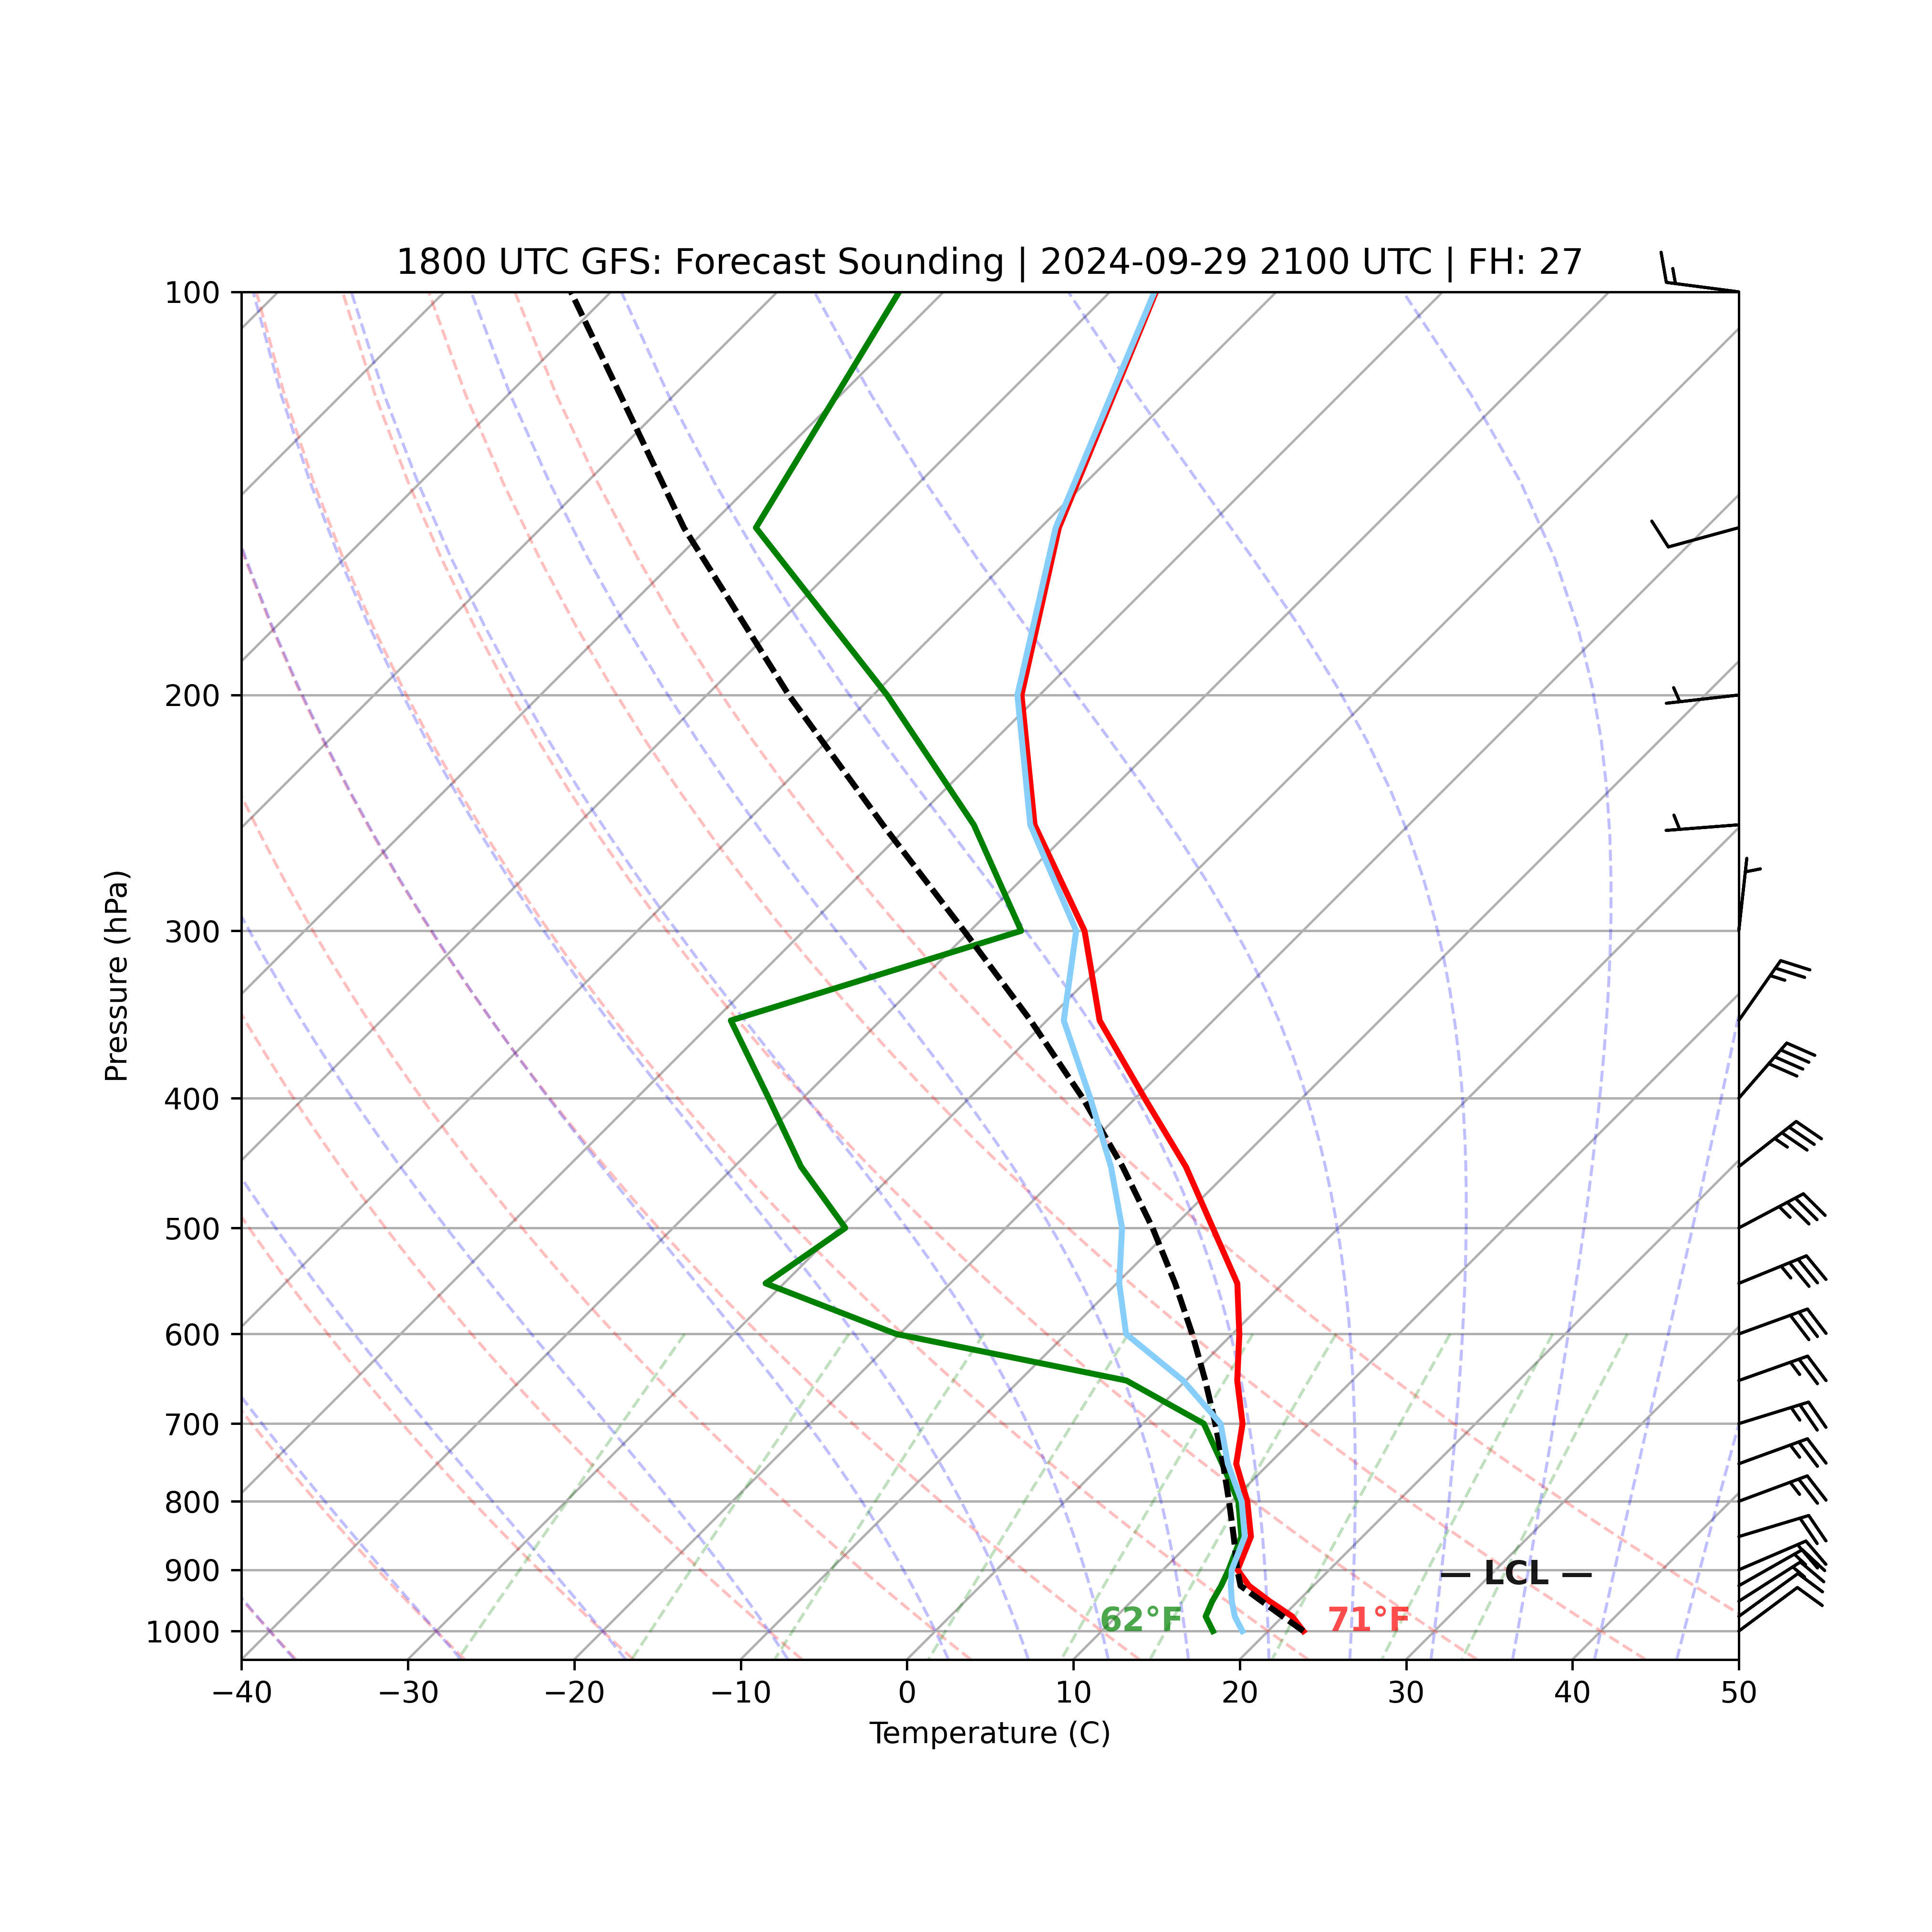 1800 UTC GFS: Forecast Sounding | 2024-09-29 2100 UTC | FH: 27
100
200
300
400
500
600
700
800
900
1000
Pressure (hPa)
— LCL —
62°F
71°F
−40 −30 −20 −10 0 10 20 30 40 50
Temperature (C)